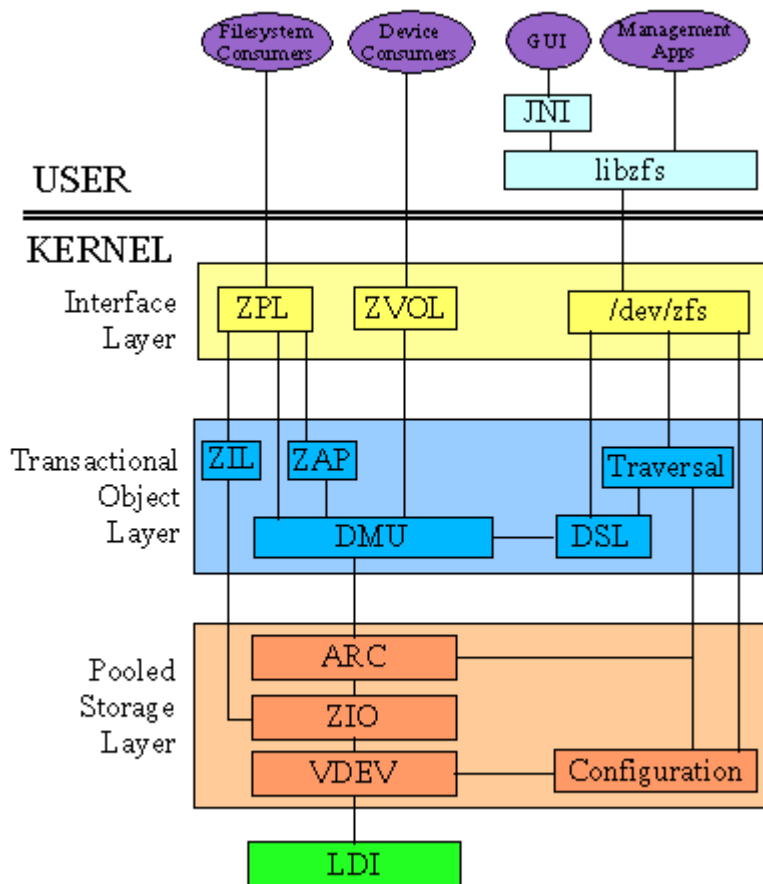 Filesystem
Consumers
Device
Consumers
GUI
Management
Apps
JNI
libzfs
USER
KERNEL
Interface
Layer
ZPL
ZVOL
/dev/zfs
Transactional
Object
Layer
ZIL
ZAP
Traversal
DMU
DSL
Pooled
Storage
Layer
ARC
ZIO
VDEV
Configuration
LDI